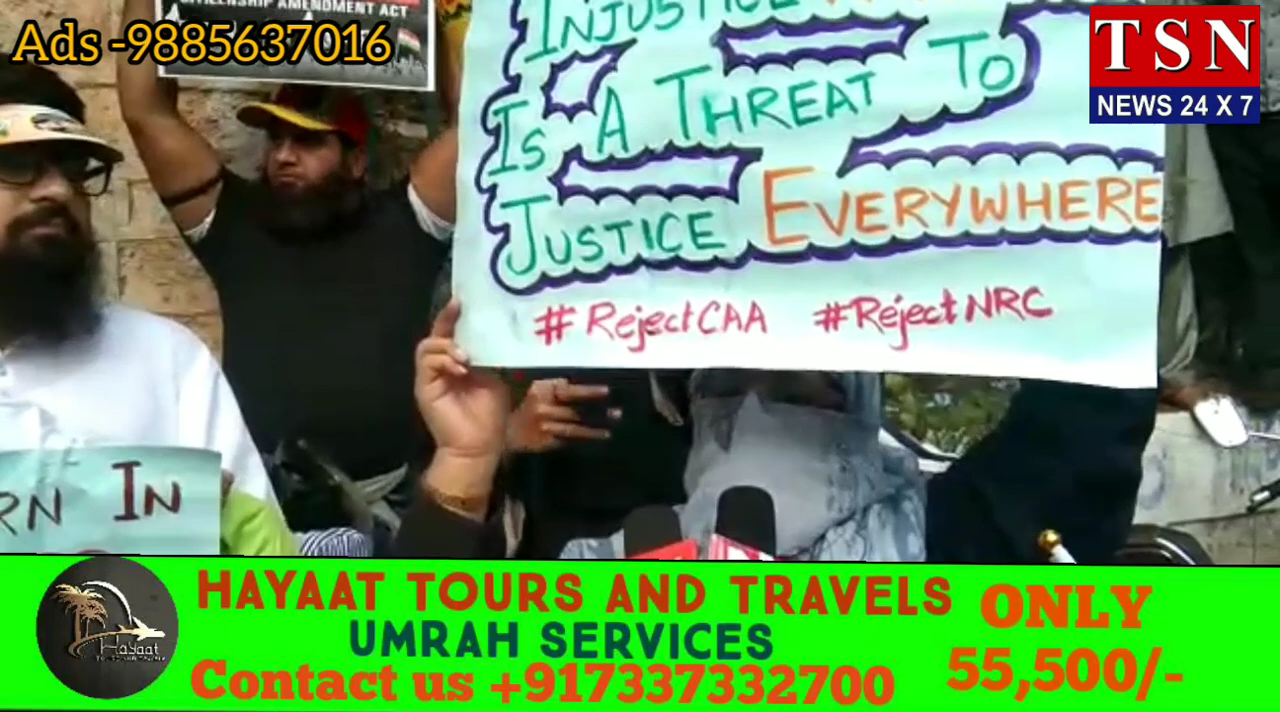 CITIZENSHIP AMENDMENT ACT
Ads -9885637016
TSN
NEWS 24 X 7
INJUSTICE
IS A THREAT TO
JUSTICE EVERYWHERE
#RejectCAA #RejectNRC
RN IN
Hayaat
HAYAAT TOURS AND TRAVELS
UMRAH SERVICES
Contact us +917337332700
ONLY
55,500/-